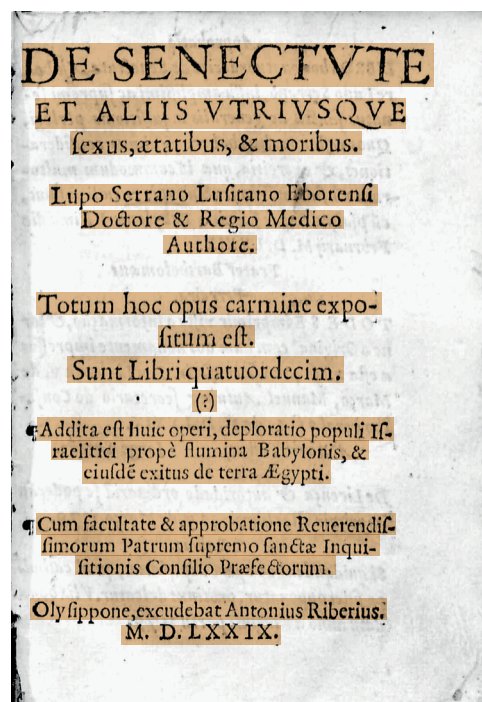 DE SENECTVTE
ET ALIIS VTRIVSQVE
ſexus,ætatibus, & moribus.
Lupo Serrano Luſitano Eborenſi
Doctore & Regio Medico
Authore.
Totum hoc opus carmine expo-
ſitum eſt.
Sunt Libri quatuordecim.
(?)
¶Addita eſt huic operi, deploratio populi Iſ-
raelitici propè flumina Babylonis, &
eiuſdē exitus de terra Ægypti.
¶Cum facultate & approbatione Reuerendiſ-
ſimorum Patrum ſupremo ſanctæ Inqui-
ſitionis Conſilio Præfectorum.
Olyſippone,excudebat Antonius Riberius.
M. D. LXXIX.